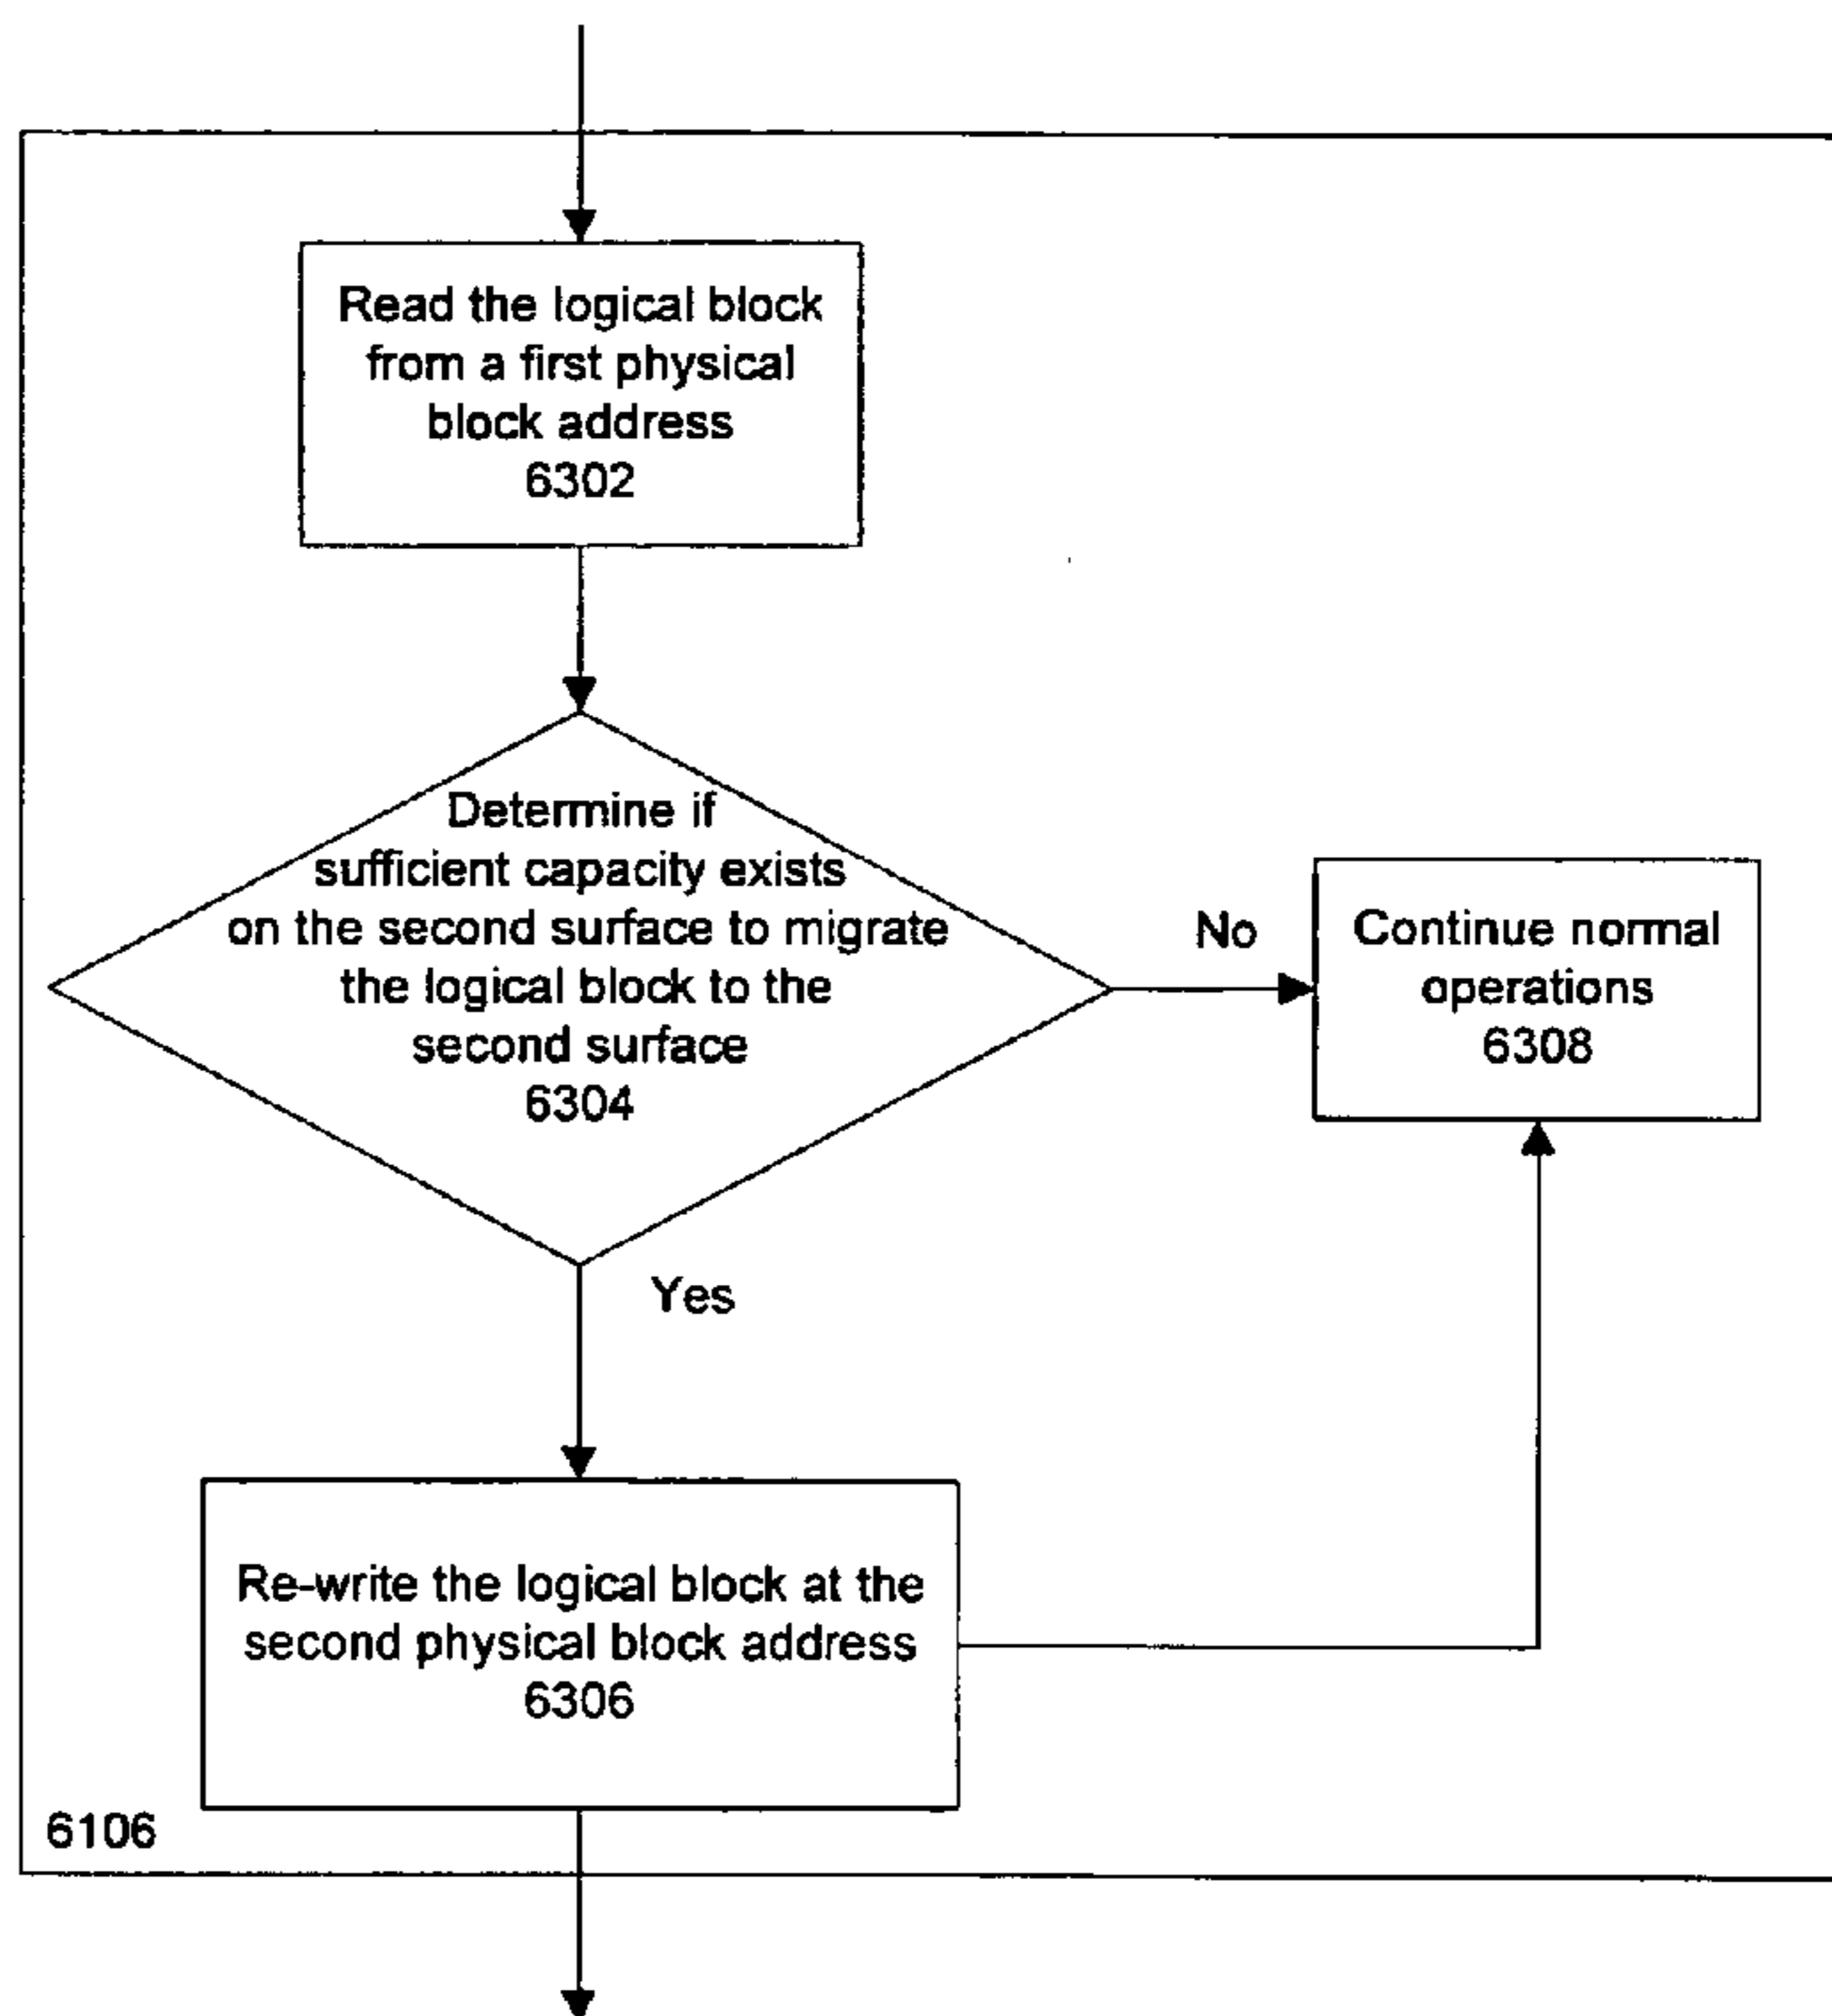 Read the logical block
from a first physical
block address
6302
Determine if
sufficient capacity exists
on the second surface to migrate
the logical block to the
second surface
6304
No
Continue normal
operations
6308
Yes
Re-write the logical block at the
second physical block address
6306
6106